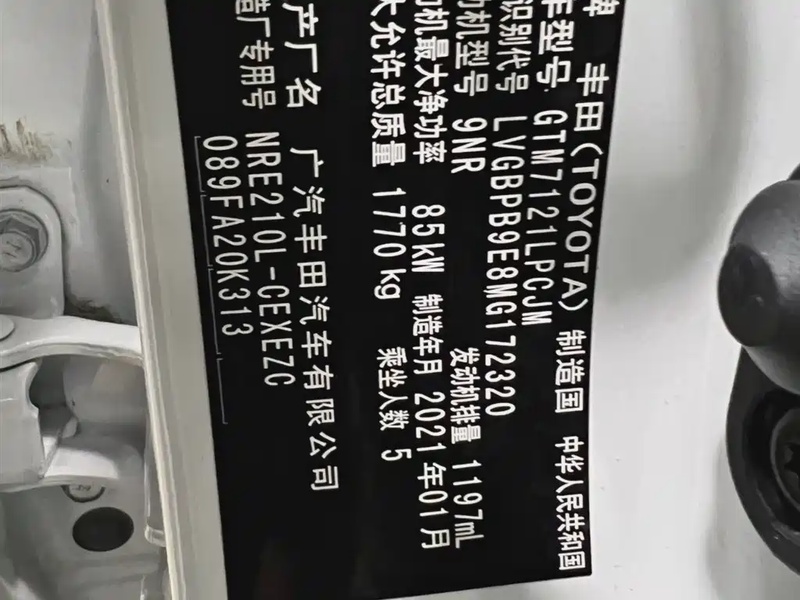 牌 丰田(TOYOTA) 制造国 中华人民共和国
车型号 GTM7121LPCJM
识别代号 LVGBPB9E8MG172320
动机型号 9NR 发动机排量 1197mL
动机最大净功率 85kW 制造年月 2021年01月
大允许总质量 1770kg 乘坐人数 5
产厂名 广汽丰田汽车有限公司
造厂专用号 NRE210L-CEXEZC
089FA20K313